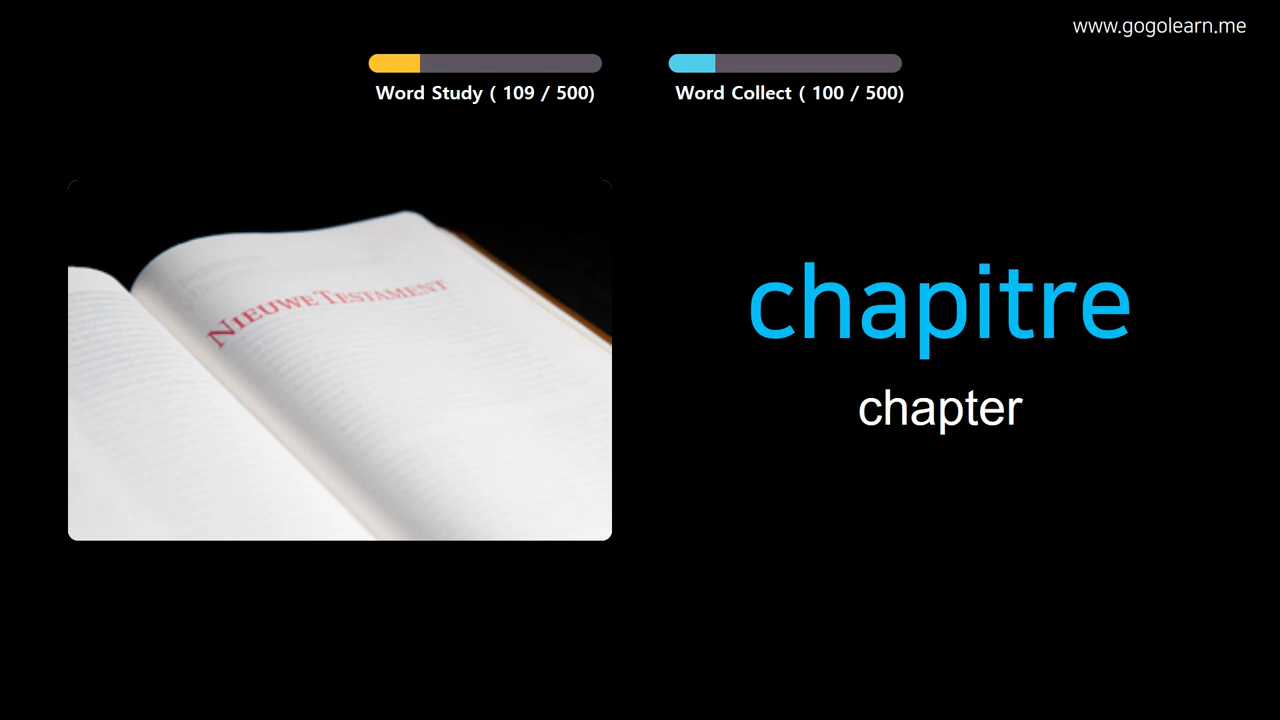 www.gogolearn.me
Word Study ( 109 / 500)
Word Collect ( 100 / 500)
NIEUWE TESTAMENT
chapitre
chapter